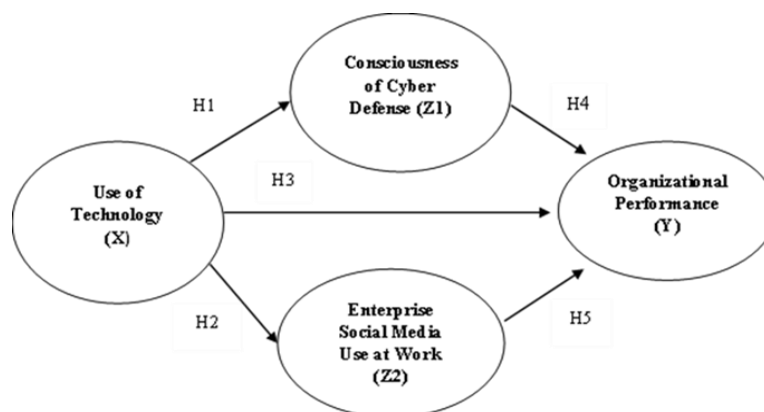 Consciousness
of Cyber
Defense (Z1)
H1
H4
H3
Use of
Technology
(X)
Organizational
Performance
(Y)
H2
Enterprise
Social Media
Use at Work
(Z2)
H5